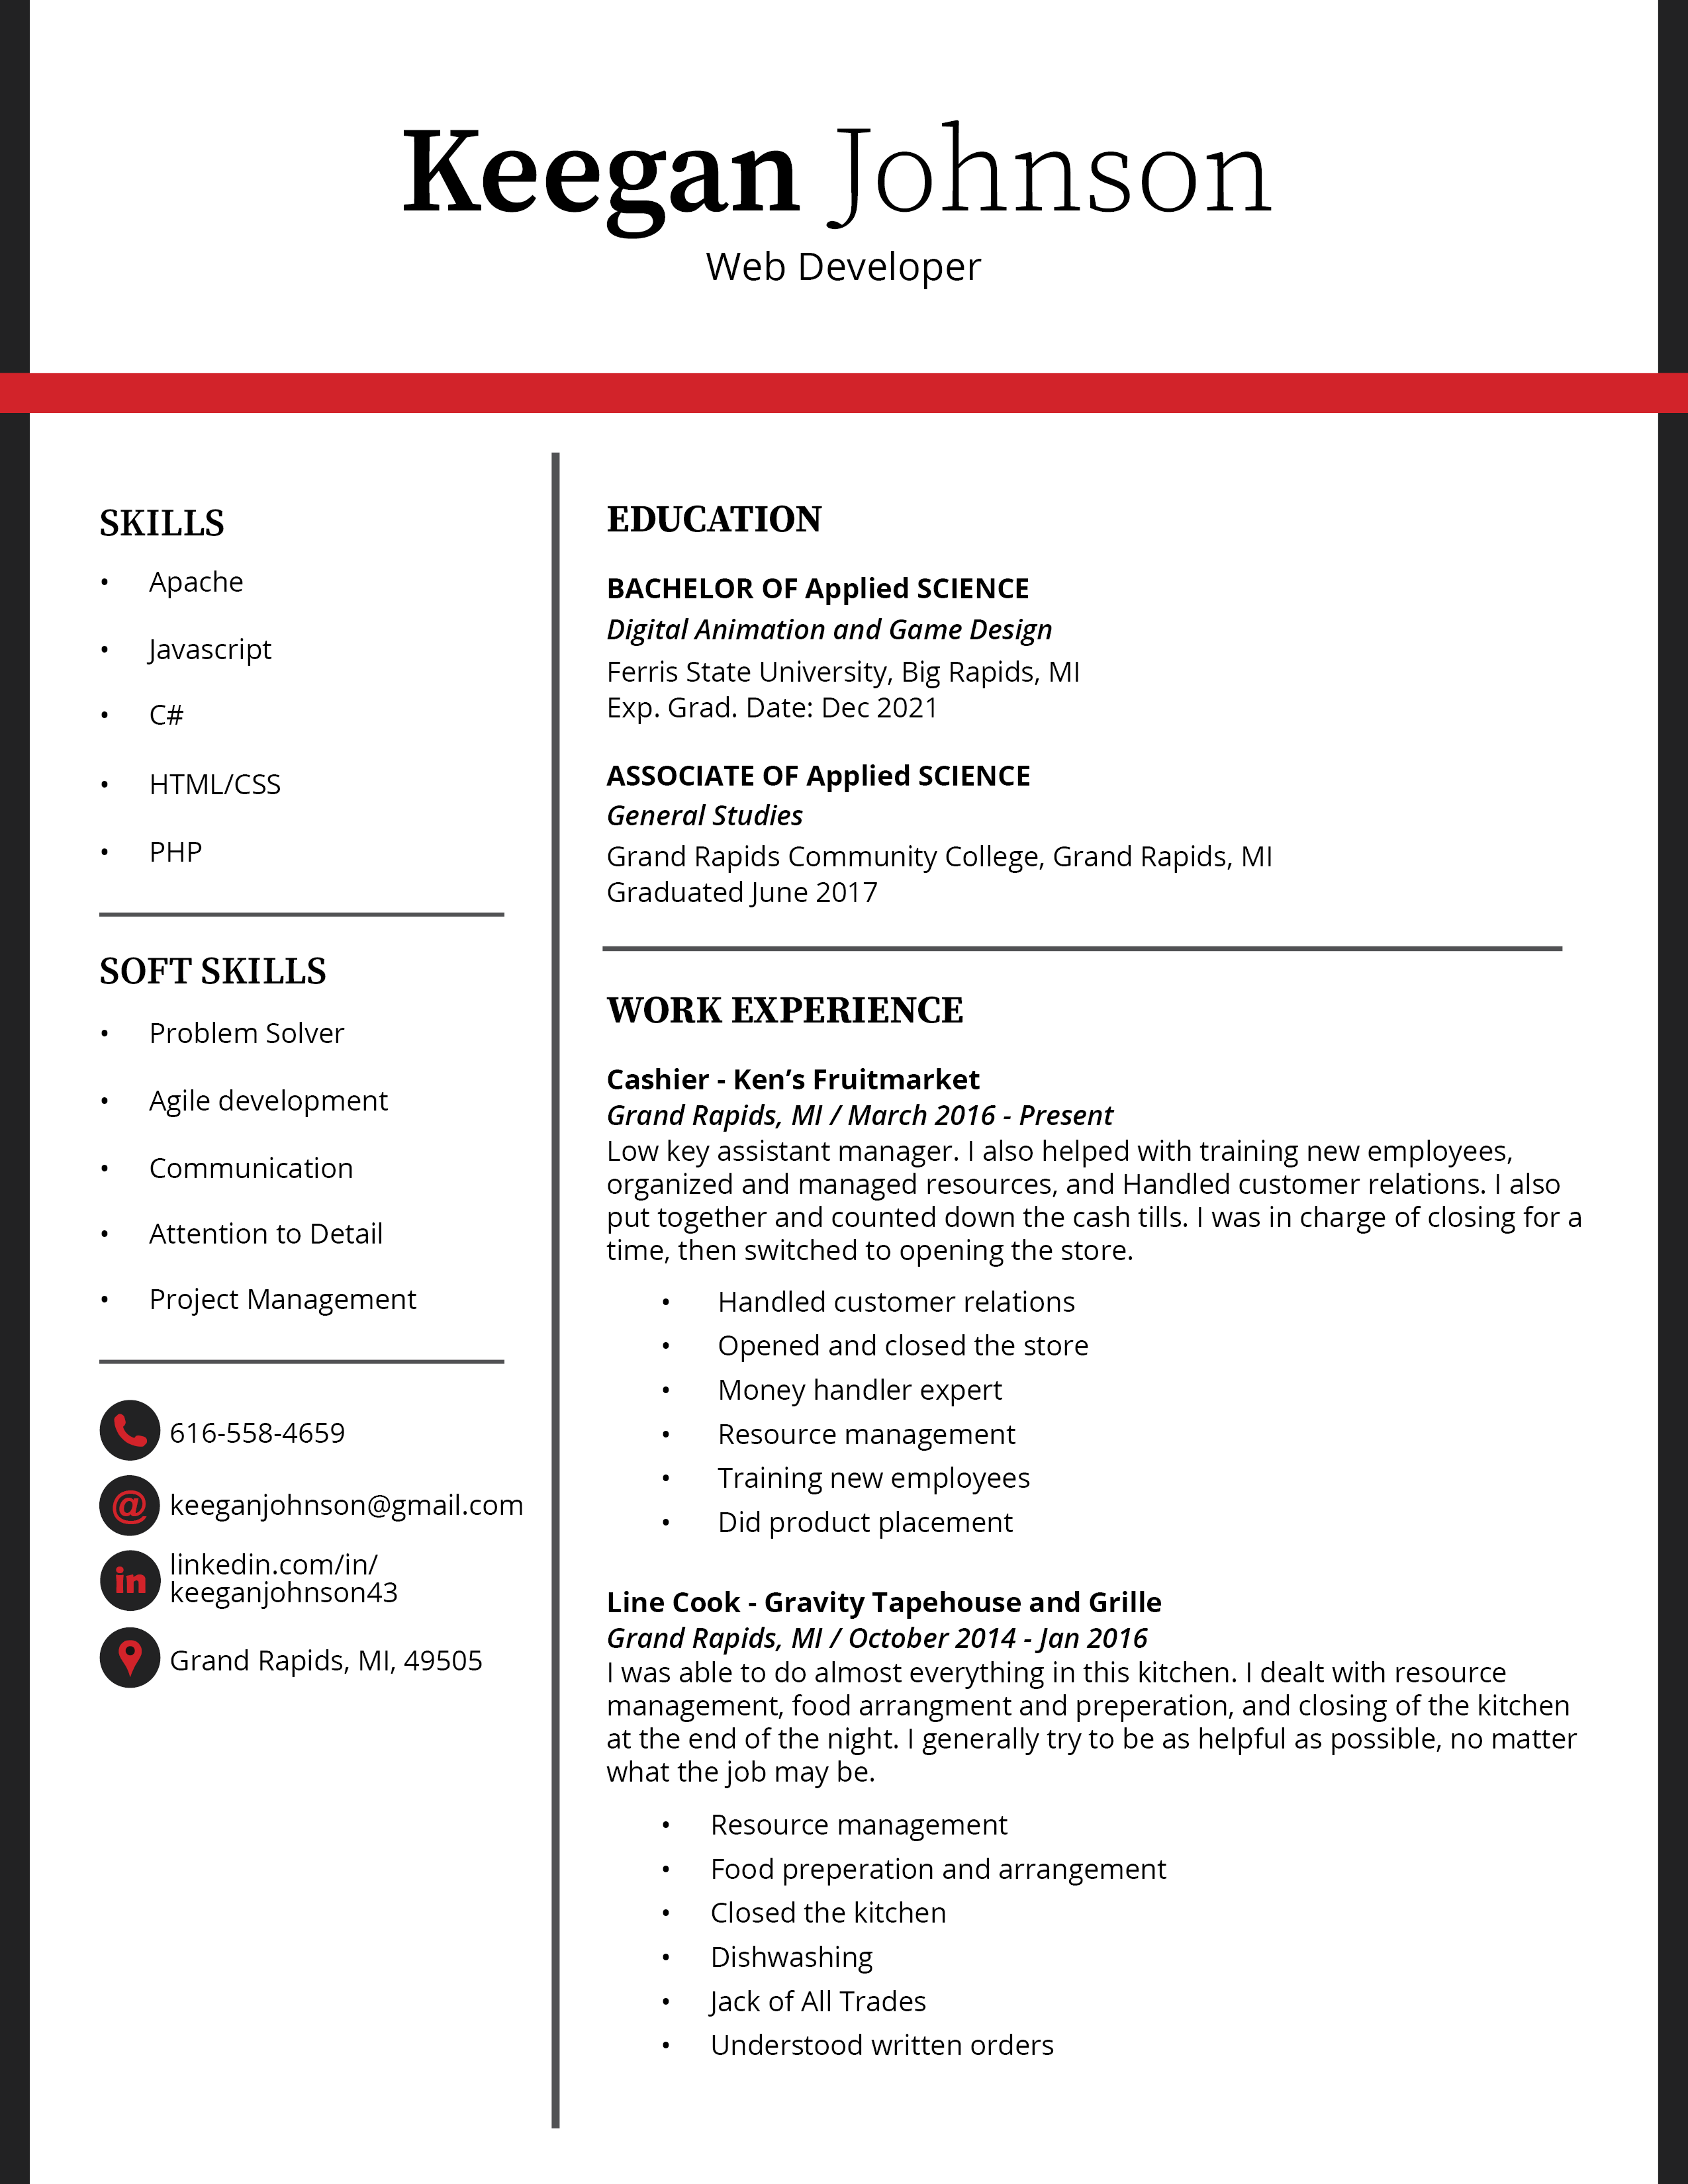 Keegan Johnson
Web Developer
SKILLS
• Apache
• Javascript
• C#
• HTML/CSS
• PHP
SOFT SKILLS
• Problem Solver
• Agile development
• Communication
• Attention to Detail
• Project Management
616-558-4659
@ keeganjohnson@gmail.com
in linkedin.com/in/
keeganjohnson43
Grand Rapids, MI, 49505
EDUCATION
BACHELOR OF Applied SCIENCE
Digital Animation and Game Design
Ferris State University, Big Rapids, MI
Exp. Grad. Date: Dec 2021
ASSOCIATE OF Applied SCIENCE
General Studies
Grand Rapids Community College, Grand Rapids, MI
Graduated June 2017
WORK EXPERIENCE
Cashier - Ken’s Fruitmarket
Grand Rapids, MI / March 2016 - Present
Low key assistant manager. I also helped with training new employees,
organized and managed resources, and Handled customer relations. I also
put together and counted down the cash tills. I was in charge of closing for a
time, then switched to opening the store.
• Handled customer relations
• Opened and closed the store
• Money handler expert
• Resource management
• Training new employees
• Did product placement
Line Cook - Gravity Tapehouse and Grille
Grand Rapids, MI / October 2014 - Jan 2016
I was able to do almost everything in this kitchen. I dealt with resource
management, food arrangment and preperation, and closing of the kitchen
at the end of the night. I generally try to be as helpful as possible, no matter
what the job may be.
• Resource management
• Food preperation and arrangement
• Closed the kitchen
• Dishwashing
• Jack of All Trades
• Understood written orders